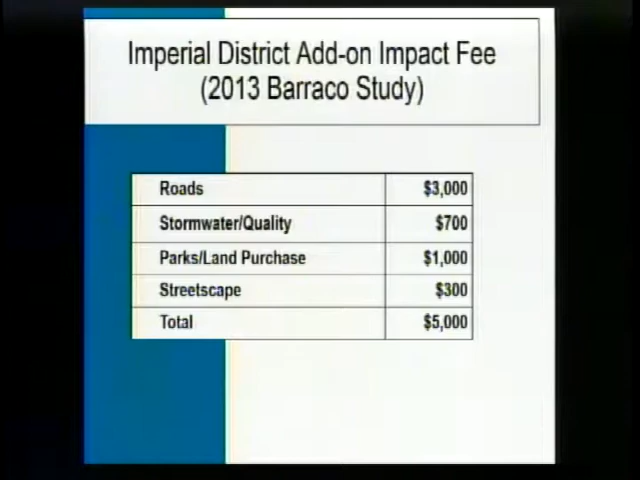 Imperial District Add-on Impact Fee
(2013 Barraco Study)
Roads $3,000
Stormwater/Quality $700
Parks/Land Purchase $1,000
Streetscape $300
Total $5,000